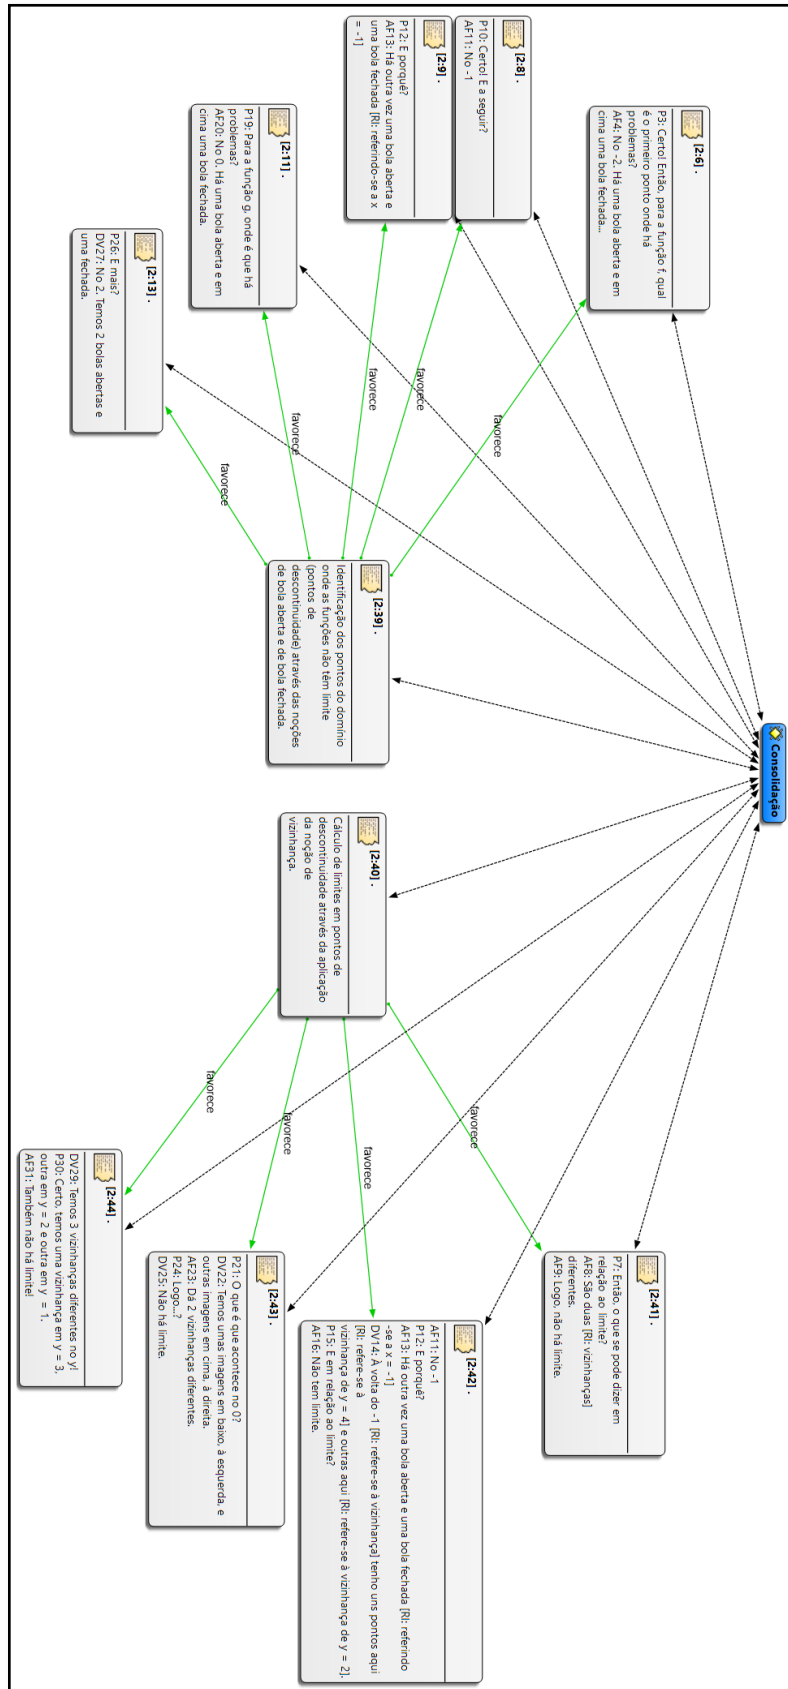 Consolidação
[2:6] .
P3: Certo! Então, para a função f, qual
é o primeiro ponto onde há
problemas?
AF4: No -2. Há uma bola aberta e em
cima uma bola fechada...
[2:8] .
P10: Certo! E a seguir?
AF11: No -1
[2:9] .
P12: E porquê?
AF13: Há outra vez uma bola aberta e
uma bola fechada [RI: referindo-se a x
= -1]
[2:11] .
P19: Para a função g, onde é que há
problemas?
AF20: No 0. Há uma bola aberta e em
cima uma bola fechada.
[2:13] .
P26: E mais?
DV27: No 2. Temos 2 bolas abertas e
uma fechada.
favorece
favorece
favorece
favorece
favorece
[2:39] .
Identificação dos pontos do domínio
onde as funções não têm limite
(pontos de
descontinuidade) através das noções
de bola aberta e de bola fechada.
[2:40] .
Cálculo de limites em pontos de
descontinuidade através da aplicação
da noção de
vizinhança.
favorece
favorece
favorece
favorece
[2:41] .
P7: Então, o que se pode dizer em
relação ao limite?
AF8: São duas [RI: vizinhanças]
diferentes.
AF9: Logo, não há limite.
[2:42] .
AF11: No -1
P12: E porquê?
AF13: Há outra vez uma bola aberta e uma bola fechada [RI: referindo
-se a x = -1]
DV14: À volta do -1 [RI: refere-se à vizinhança] tenho uns pontos aqui
[RI: refere-se à
vizinhança de y = 4] e outras aqui [RI: refere-se à vizinhança de y = 2].
P15: E em relação ao limite?
AF16: Não tem limite.
[2:43] .
P21: O que é que acontece no 0?
DV22: Temos umas imagens em baixo, à esquerda, e
outras imagens em cima, à direita.
AF23: Dá 2 vizinhanças diferentes.
P24: Logo...?
DV25: Não há limite.
[2:44] .
DV29: Temos 3 vizinhanças diferentes no y!
P30: Certo, temos uma vizinhança em y = 3,
outra em y = 2 e outra em y = 1.
AF31: Também não há limite!